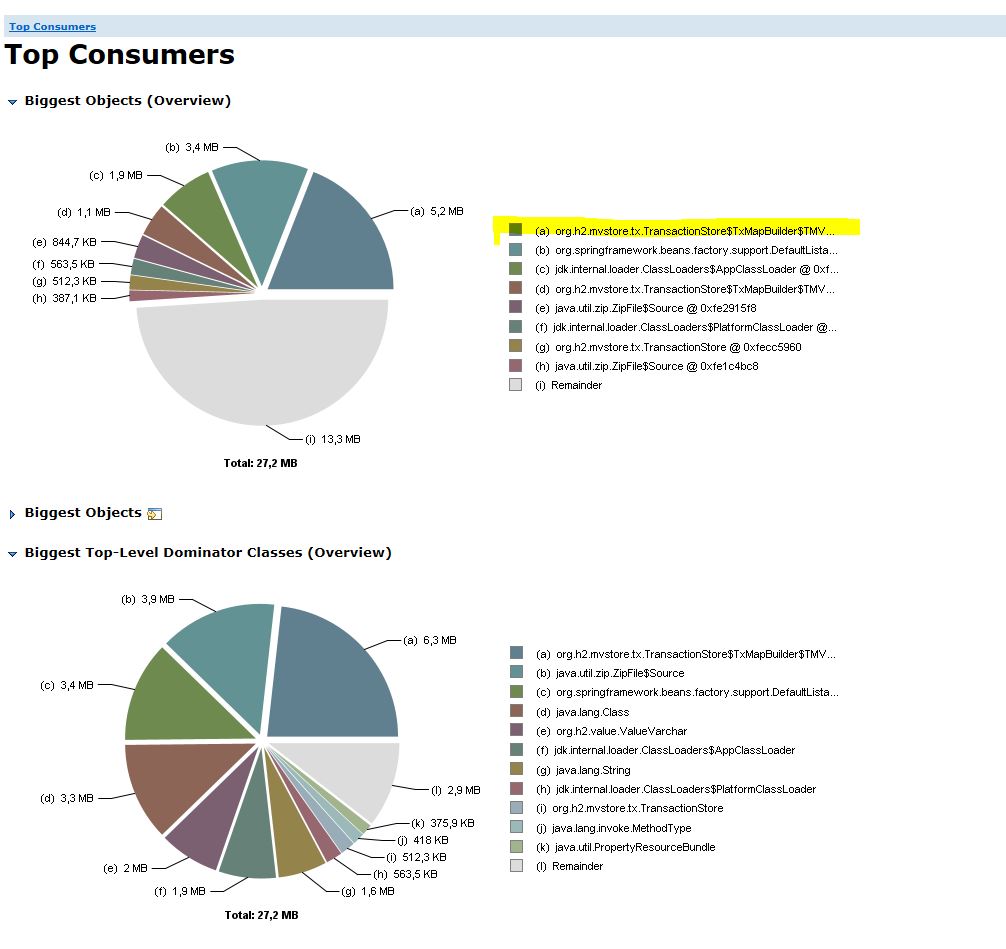 Top Consumers
Top Consumers
Biggest Objects (Overview)
(b) 3,4 MB
(c) 1,9 MB
(d) 1,1 MB
(a) 5,2 MB
(e) 844,7 KB
(f) 563,5 KB
(g) 512,3 KB
(h) 387,1 KB
(i) 13,3 MB
Total: 27,2 MB
(a) org.h2.mvstore.tx.TransactionStore$TxMapBuilder$TMV...
(b) org.springframework.beans.factory.support.DefaultLista...
(c) jdk.internal.loader.ClassLoaders$AppClassLoader @ 0xf...
(d) org.h2.mvstore.tx.TransactionStore$TxMapBuilder$TMV...
(e) java.util.zip.ZipFile$Source @ 0xfe2915f8
(f) jdk.internal.loader.ClassLoaders$PlatformClassLoader @...
(g) org.h2.mvstore.tx.TransactionStore @ 0xfecc5960
(h) java.util.zip.ZipFile$Source @ 0xfe1c4bc8
(i) Remainder
Biggest Objects
Biggest Top-Level Dominator Classes (Overview)
(b) 3,9 MB
(a) 6,3 MB
(c) 3,4 MB
(d) 3,3 MB
(l) 2,9 MB
(k) 375,9 KB
(j) 418 KB
(i) 512,3 KB
(e) 2 MB
(h) 563,5 KB
(f) 1,9 MB
(g) 1,6 MB
Total: 27,2 MB
(a) org.h2.mvstore.tx.TransactionStore$TxMapBuilder$TMV...
(b) java.util.zip.ZipFile$Source
(c) org.springframework.beans.factory.support.DefaultLista...
(d) java.lang.Class
(e) org.h2.value.ValueVarchar
(f) jdk.internal.loader.ClassLoaders$AppClassLoader
(g) java.lang.String
(h) jdk.internal.loader.ClassLoaders$PlatformClassLoader
(i) org.h2.mvstore.tx.TransactionStore
(j) java.lang.invoke.MethodType
(k) java.util.PropertyResourceBundle
(l) Remainder